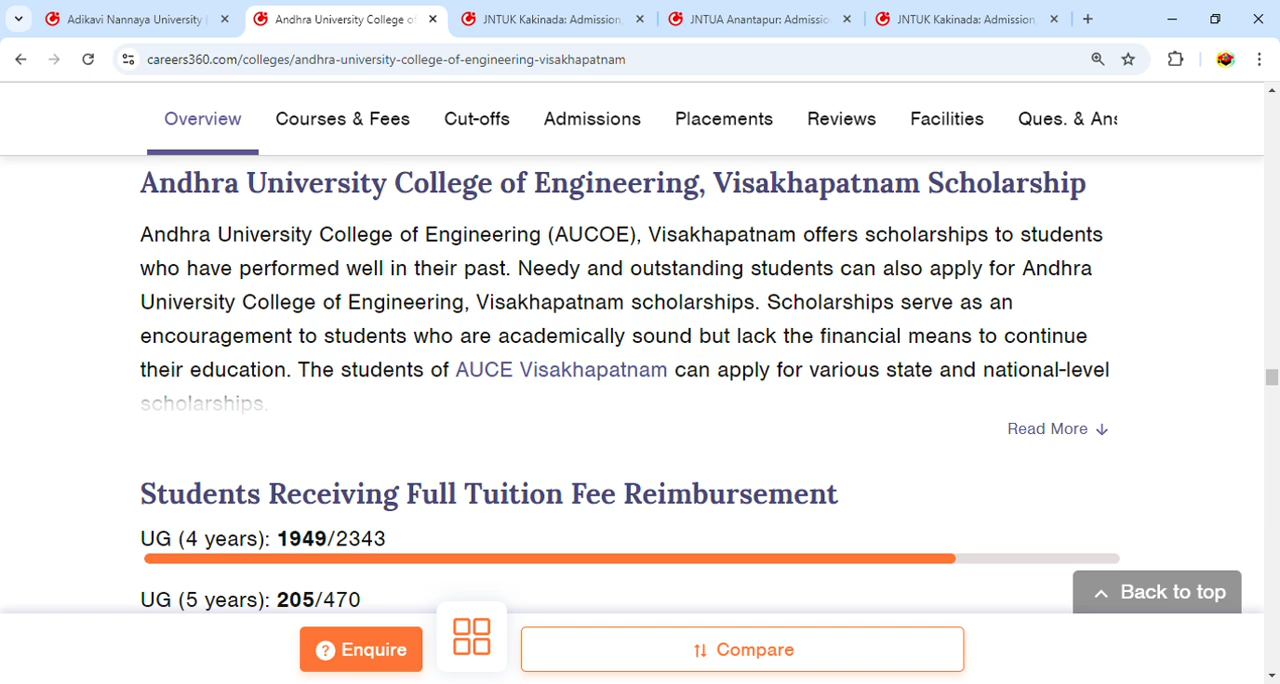 Adikavi Nannaya University
Andhra University College of
JNTUK Kakinada: Admission,
JNTUA Anantapur: Admissio
JNTUK Kakinada: Admission,
careers360.com/colleges/andhra-university-college-of-engineering-visakhapatnam
Overview
Courses & Fees
Cut-offs
Admissions
Placements
Reviews
Facilities
Ques. & Ans
Andhra University College of Engineering, Visakhapatnam Scholarship
Andhra University College of Engineering (AUCOE), Visakhapatnam offers scholarships to students
who have performed well in their past. Needy and outstanding students can also apply for Andhra
University College of Engineering, Visakhapatnam scholarships. Scholarships serve as an
encouragement to students who are academically sound but lack the financial means to continue
their education. The students of AUCE Visakhapatnam can apply for various state and national-level
scholarships.
Read More
Students Receiving Full Tuition Fee Reimbursement
UG (4 years): 1949/2343
UG (5 years): 205/470
Back to top
Enquire
Compare